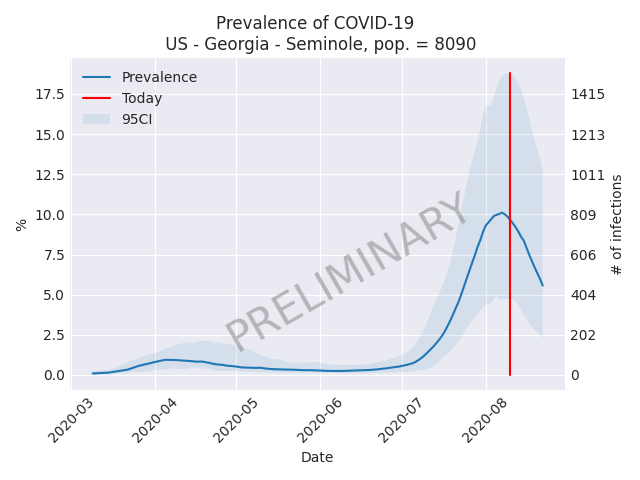 Prevalence of COVID-19
US - Georgia - Seminole, pop. = 8090
Prevalence
Today
95CI
17.5
15.0
12.5
10.0
7.5
5.0
2.5
0.0
%
1415
1213
1011
809
606
404
202
0
# of infections
PRELIMINARY
2020-03
2020-04
2020-05
2020-06
2020-07
2020-08
Date